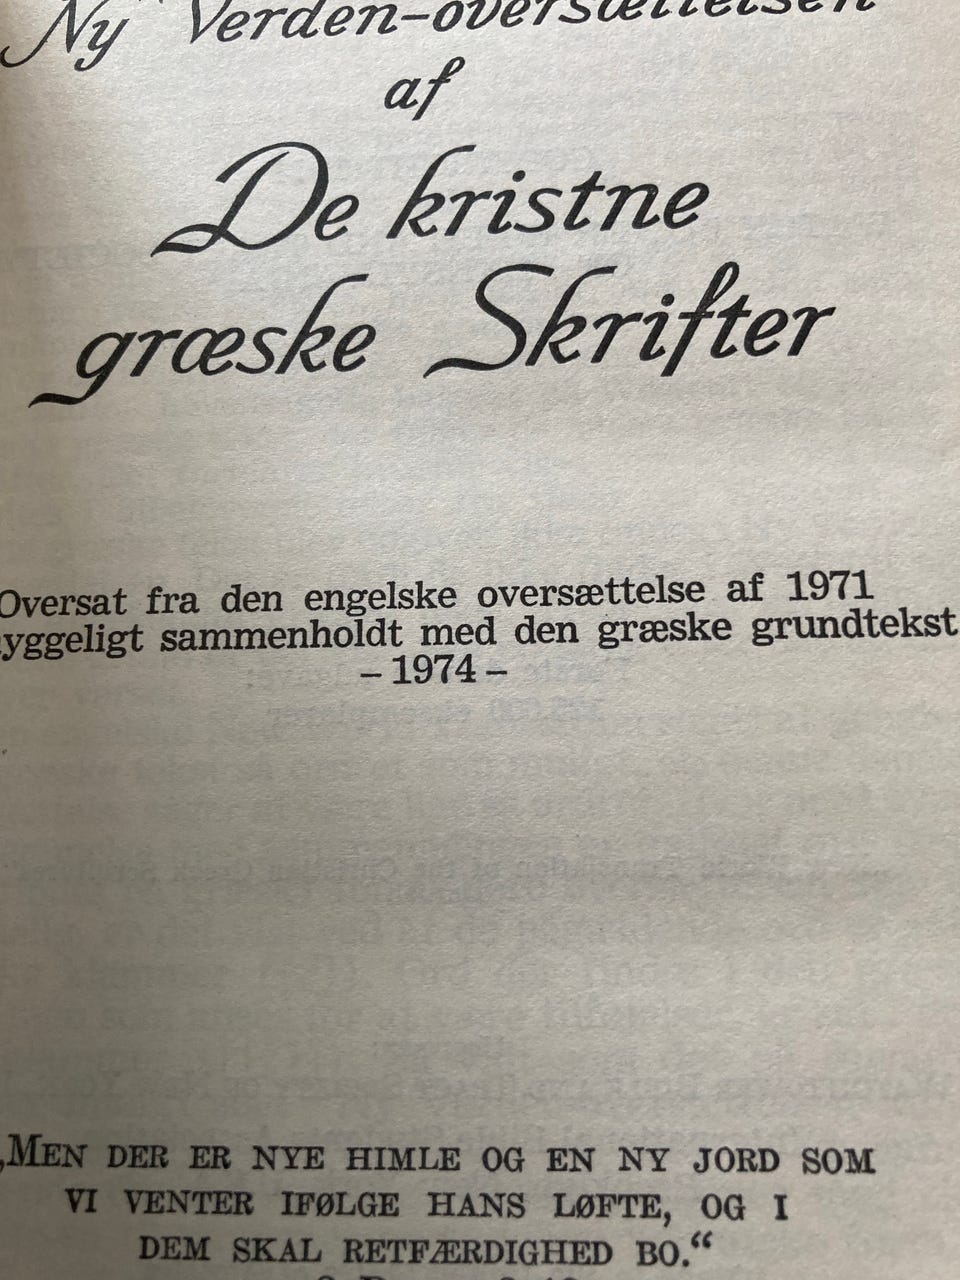 Ny Verden-oversættelsen
af
De kristne
græske Skrifter
Oversat fra den engelske oversættelse af 1971
yggeligt sammenholdt med den græske grundtekst
– 1974 –
„MEN DER ER NYE HIMLE OG EN NY JORD SOM
VI VENTER IFØLGE HANS LØFTE, OG I
DEM SKAL RETFÆRDIGHED BO.“